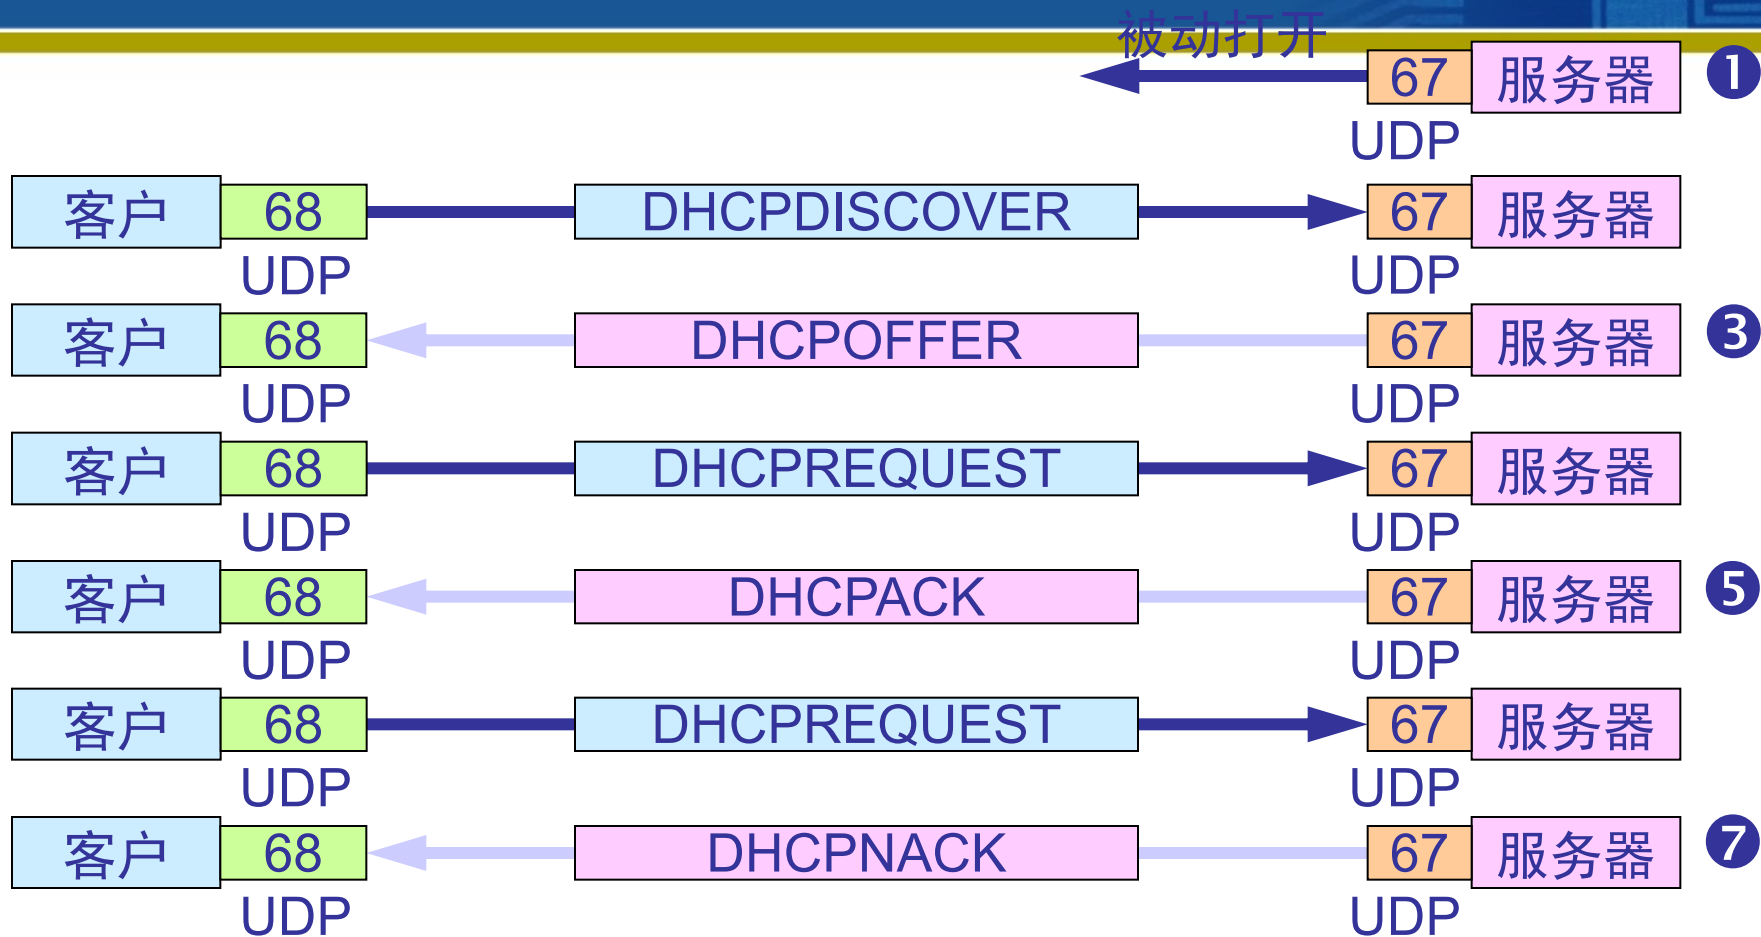 被动打开
67 服务器 ❶
UDP
客户 68 DHCPDISCOVER 67 服务器
UDP UDP
客户 68 DHCPOFFER 67 服务器 ❸
UDP UDP
客户 68 DHCPREQUEST 67 服务器
UDP UDP
客户 68 DHCPACK 67 服务器 ❺
UDP UDP
客户 68 DHCPREQUEST 67 服务器
UDP UDP
客户 68 DHCPNACK 67 服务器 ❼
UDP UDP